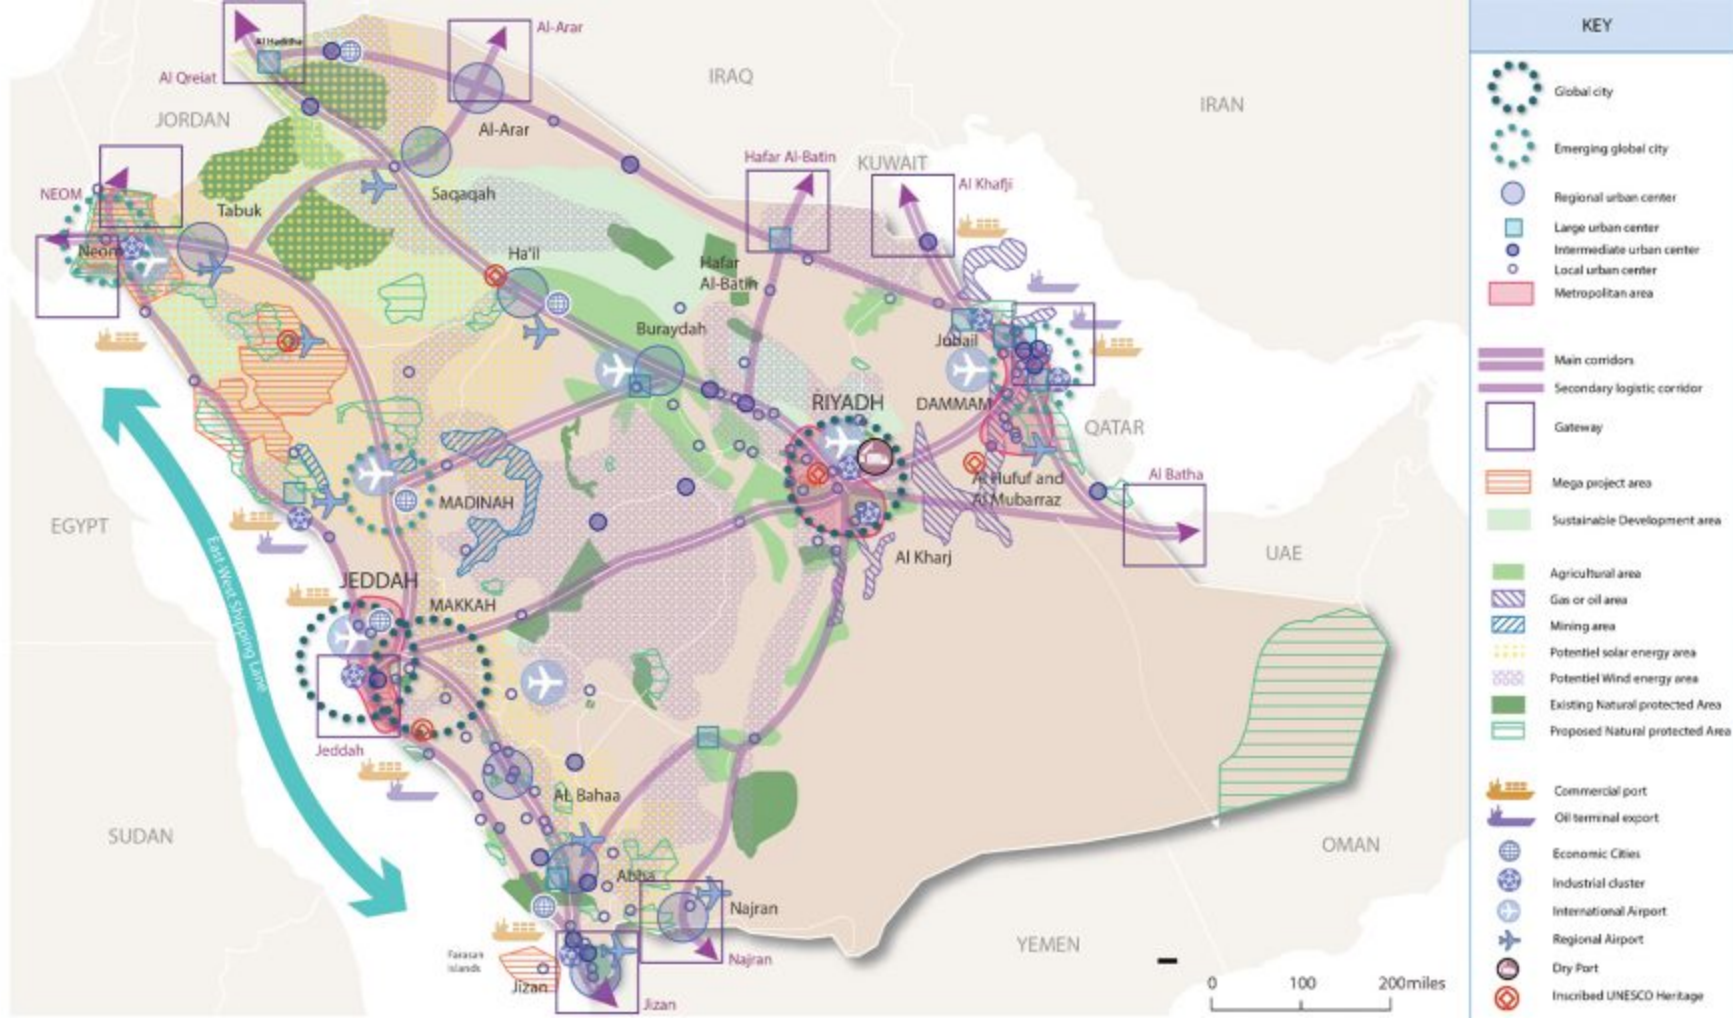 Al Haditha
Al-Arar
Al Qreiat
IRAQ
IRAN
JORDAN
Al-Arar
Hafar Al-Batin
KUWAIT
Al Khafji
NEOM
Saqaqah
Tabuk
Neom
Ha'il
Hafar
Al-Batin
Buraydah
Jubail
RIYADH
DAMMAM
QATAR
Al Hufuf and
Al Mubarraz
Al Batha
MADINAH
EGYPT
UAE
Al Kharj
East-West Shipping Lane
JEDDAH
MAKKAH
Jeddah
AL Bahaa
SUDAN
OMAN
Abha
Najran
YEMEN
Farasan
islands
Jizan
Najran
Jizan
0 100 200miles
KEY
Global city
Emerging global city
Regional urban center
Large urban center
Intermediate urban center
Local urban center
Metropolitan area
Main corridors
Secondary logistic corridor
Gateway
Mega project area
Sustainable Development area
Agricultural area
Gas or oil area
Mining area
Potentiel solar energy area
Potentiel Wind energy area
Existing Natural protected Area
Proposed Natural protected Area
Commercial port
Oil terminal export
Economic Cities
Industrial cluster
International Airport
Regional Airport
Dry Port
Inscribed UNESCO Heritage